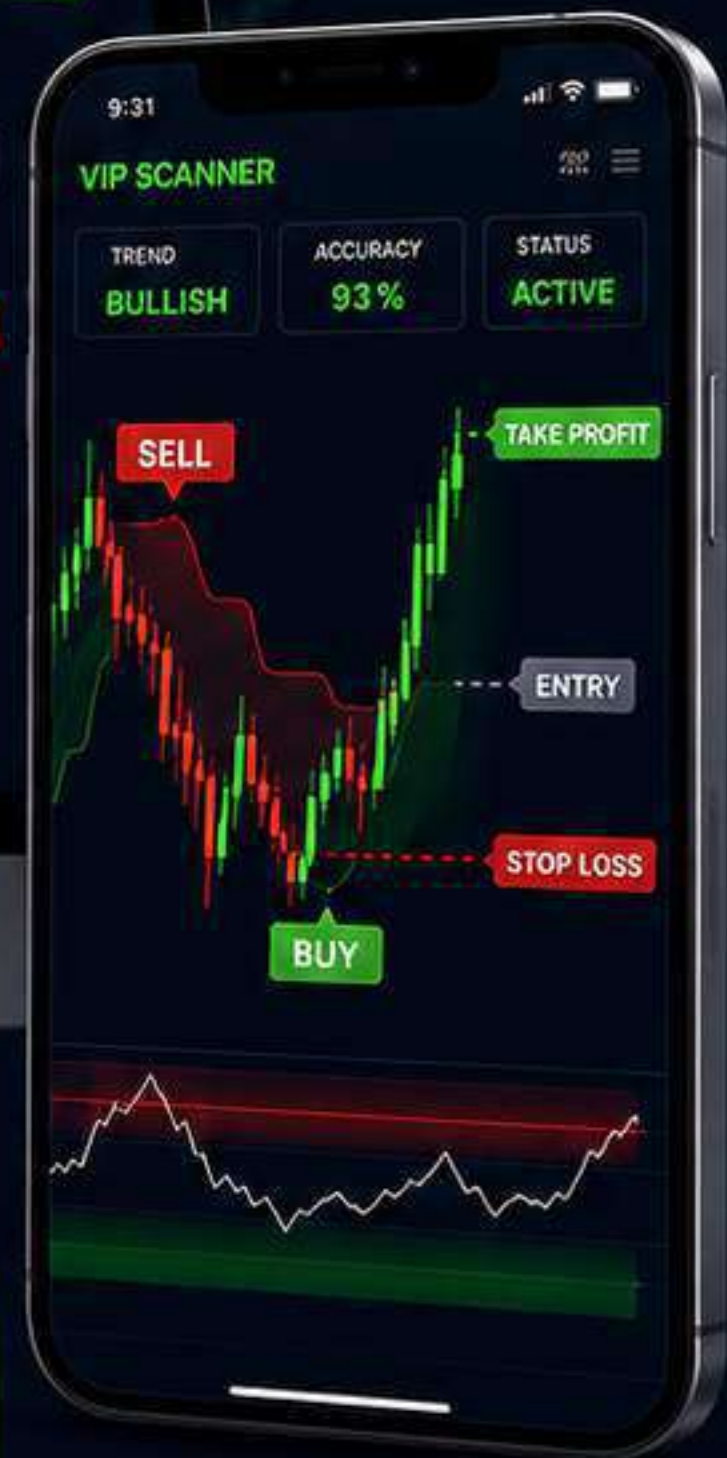 9:31
VIP SCANNER
TREND
ACCURACY
STATUS
BULLISH
93%
ACTIVE
SELL
TAKE PROFIT
ENTRY
STOP LOSS
BUY